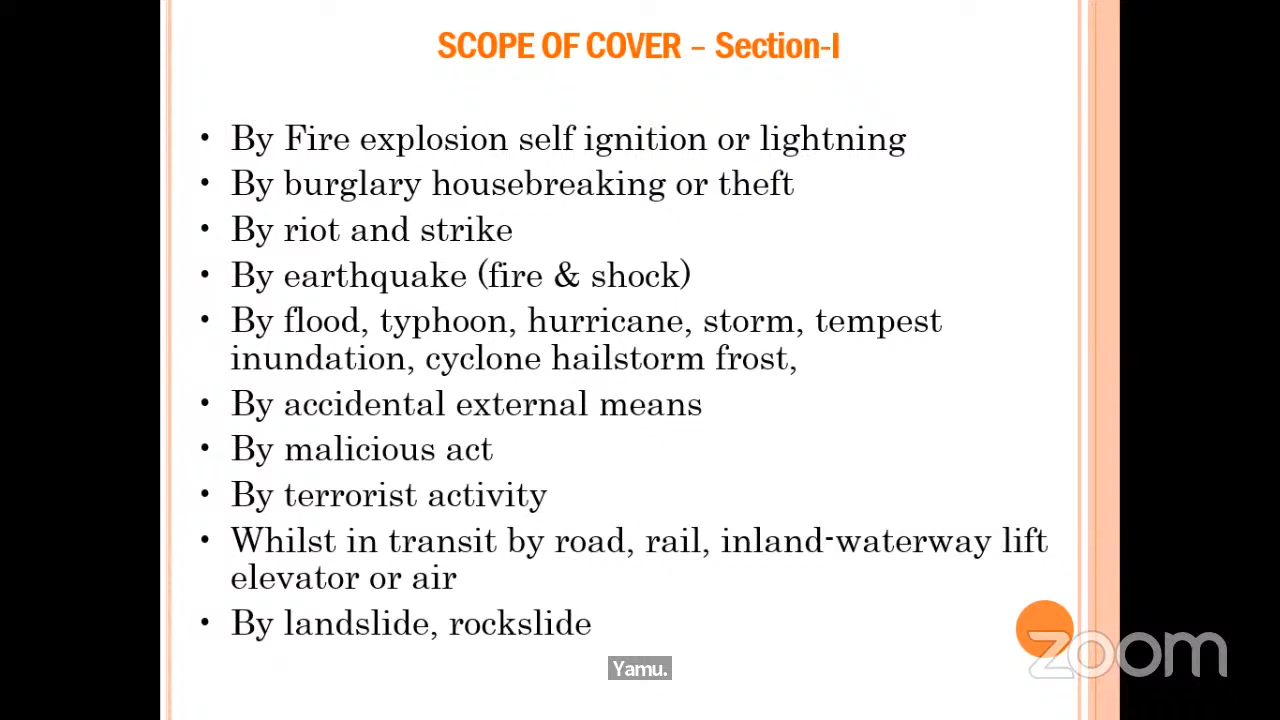 SCOPE OF COVER – Section-I
• By Fire explosion self ignition or lightning
• By burglary housebreaking or theft
• By riot and strike
• By earthquake (fire & shock)
• By flood, typhoon, hurricane, storm, tempest
inundation, cyclone hailstorm frost,
• By accidental external means
• By malicious act
• By terrorist activity
• Whilst in transit by road, rail, inland-waterway lift
elevator or air
• By landslide, rockslide
zoom
Yamu.